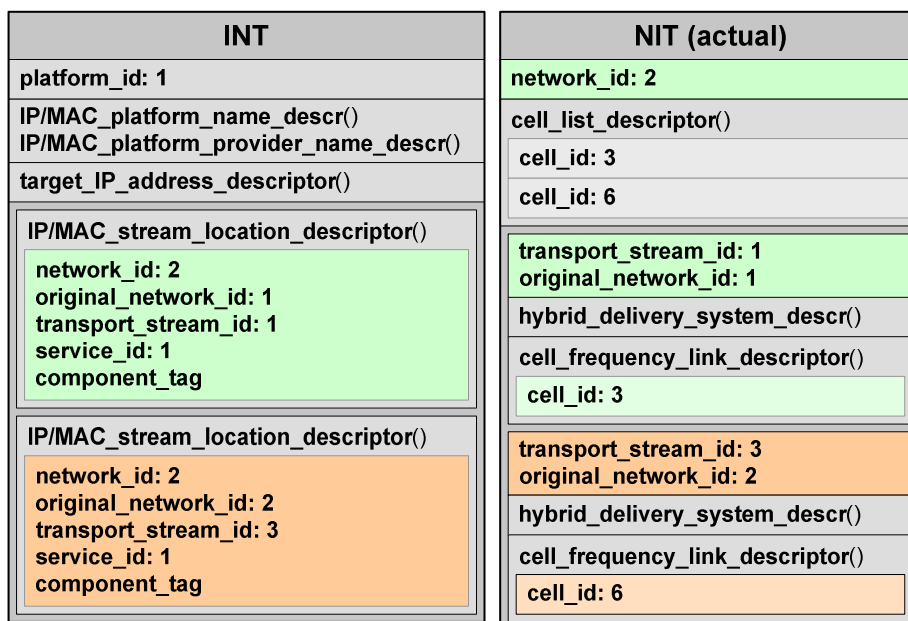 INT
platform_id: 1
IP/MAC_platform_name_descr()
IP/MAC_platform_provider_name_descr()
target_IP_address_descriptor()
IP/MAC_stream_location_descriptor()
network_id: 2
original_network_id: 1
transport_stream_id: 1
service_id: 1
component_tag
IP/MAC_stream_location_descriptor()
network_id: 2
original_network_id: 2
transport_stream_id: 3
service_id: 1
component_tag
NIT (actual)
network_id: 2
cell_list_descriptor()
cell_id: 3
cell_id: 6
transport_stream_id: 1
original_network_id: 1
hybrid_delivery_system_descr()
cell_frequency_link_descriptor()
cell_id: 3
transport_stream_id: 3
original_network_id: 2
hybrid_delivery_system_descr()
cell_frequency_link_descriptor()
cell_id: 6